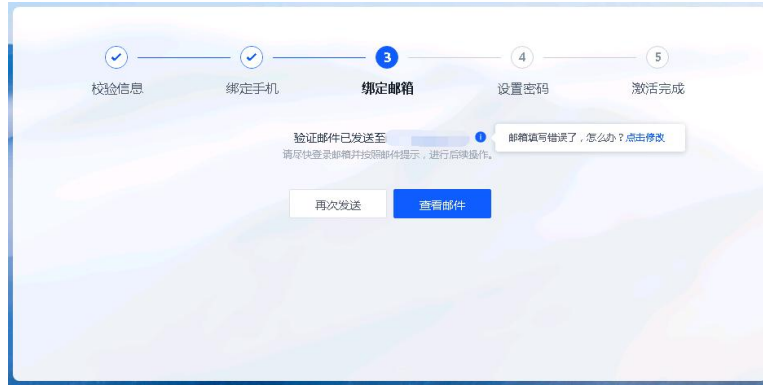 3 4 5
校验信息 绑定手机 绑定邮箱 设置密码 激活完成
验证邮件已发送至 i 邮箱填写错误了，怎么办？点击修改
请尽快登录邮箱并按照邮件提示，进行后续操作。
再次发送 查看邮件